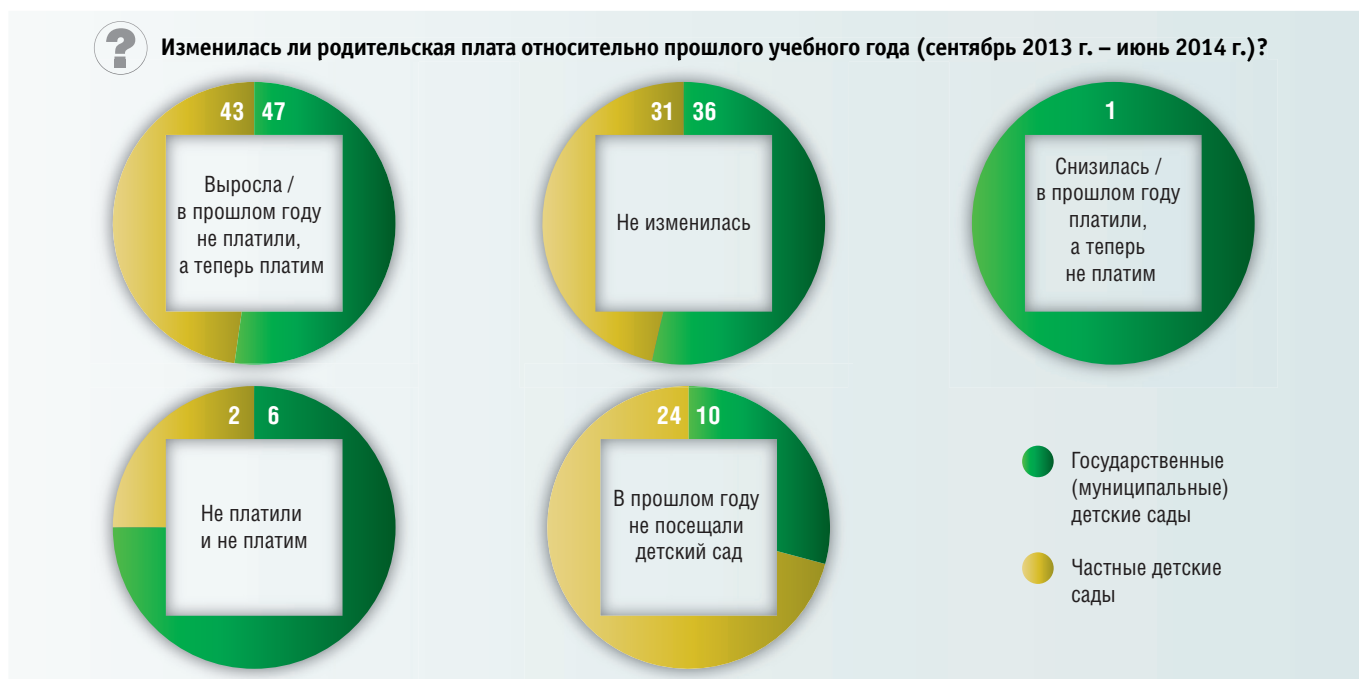 ?
Изменилась ли родительская плата относительно прошлого учебного года (сентябрь 2013 г. – июнь 2014 г.)?
43 47
Выросла /
в прошлом году
не платили,
а теперь платим
31 36
Не изменилась
1
Снизилась /
в прошлом году
платили,
а теперь
не платим
2 6
Не платили
и не платим
24 10
В прошлом году
не посещали
детский сад
Государственные
(муниципальные)
детские сады
Частные детские
сады